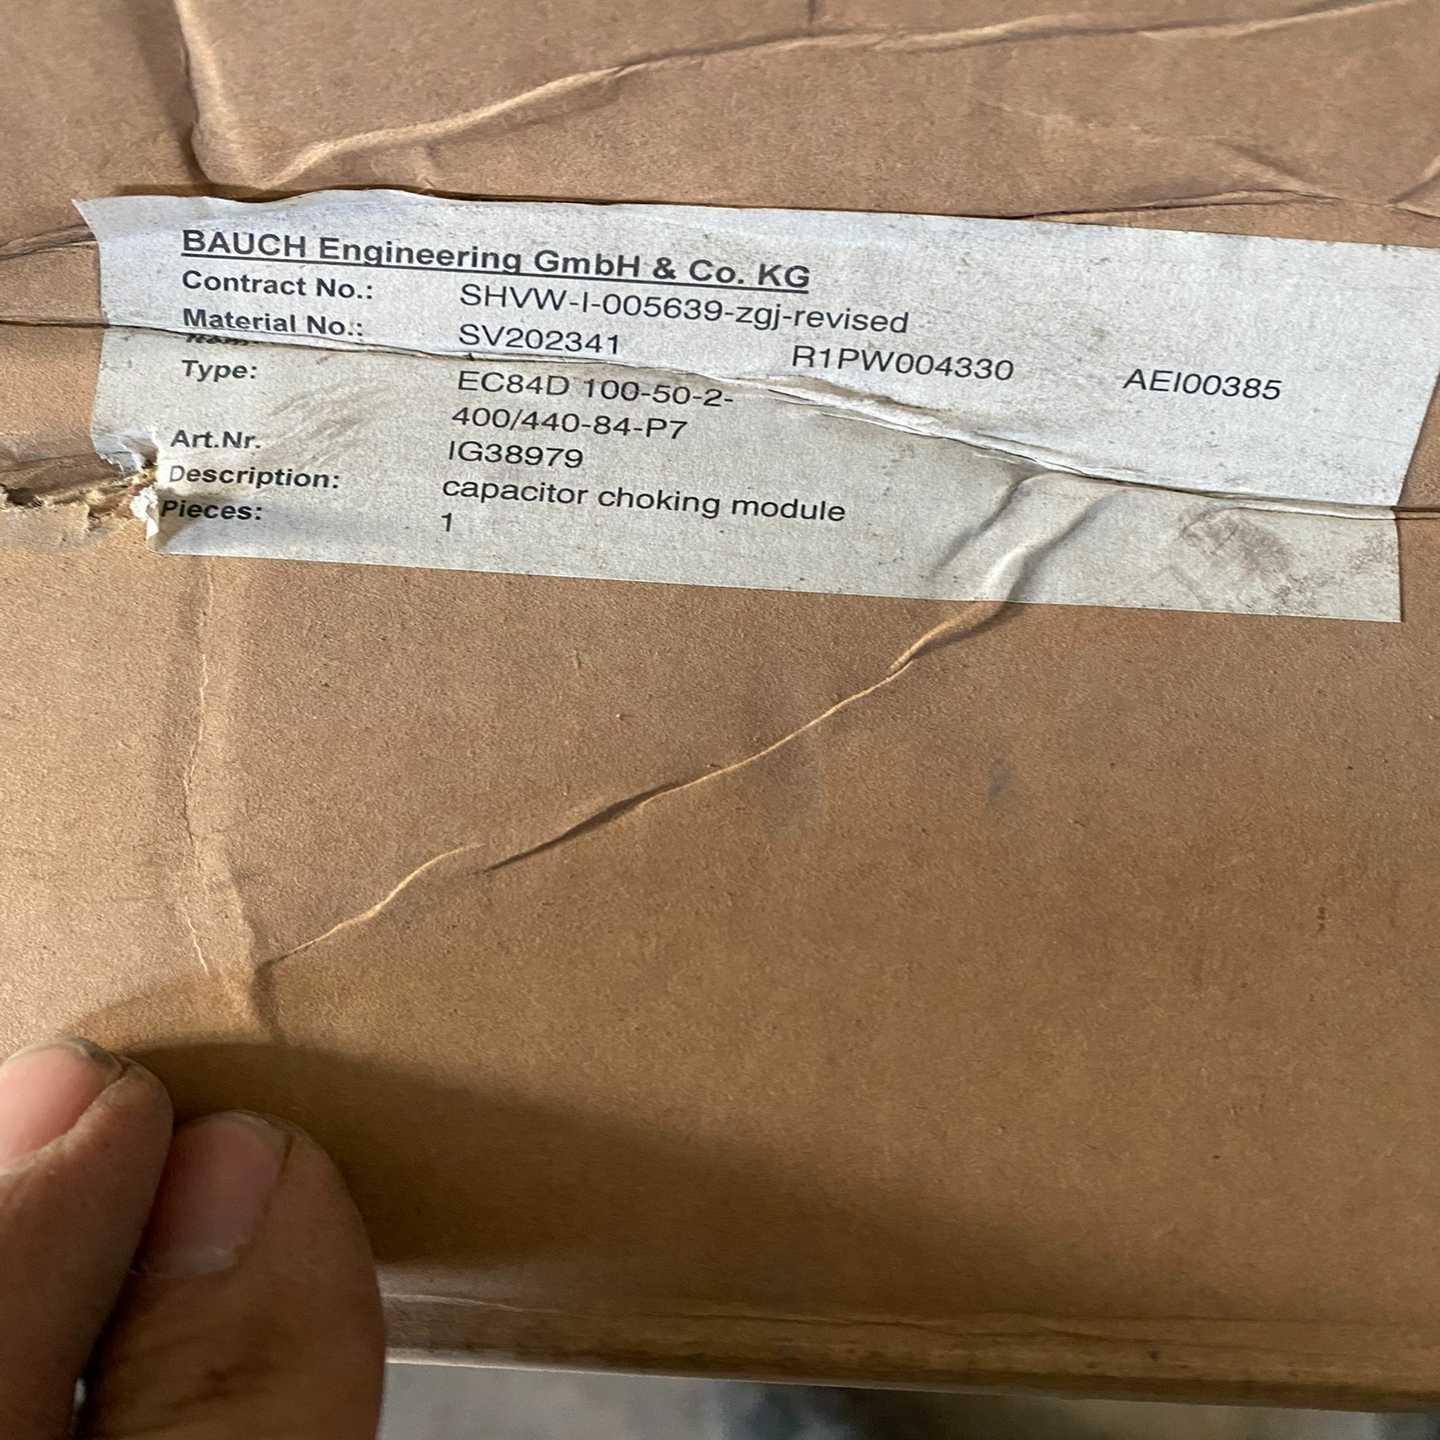 BAUCH Engineering GmbH & Co. KG
Contract No.: SHVW-I-005639-zgj-revised
Material No.: SV202341 R1PW004330 AEI00385
Type: EC84D 100-50-2-
400/440-84-P7
Art.Nr. IG38979
Description: capacitor choking module
Pieces: 1